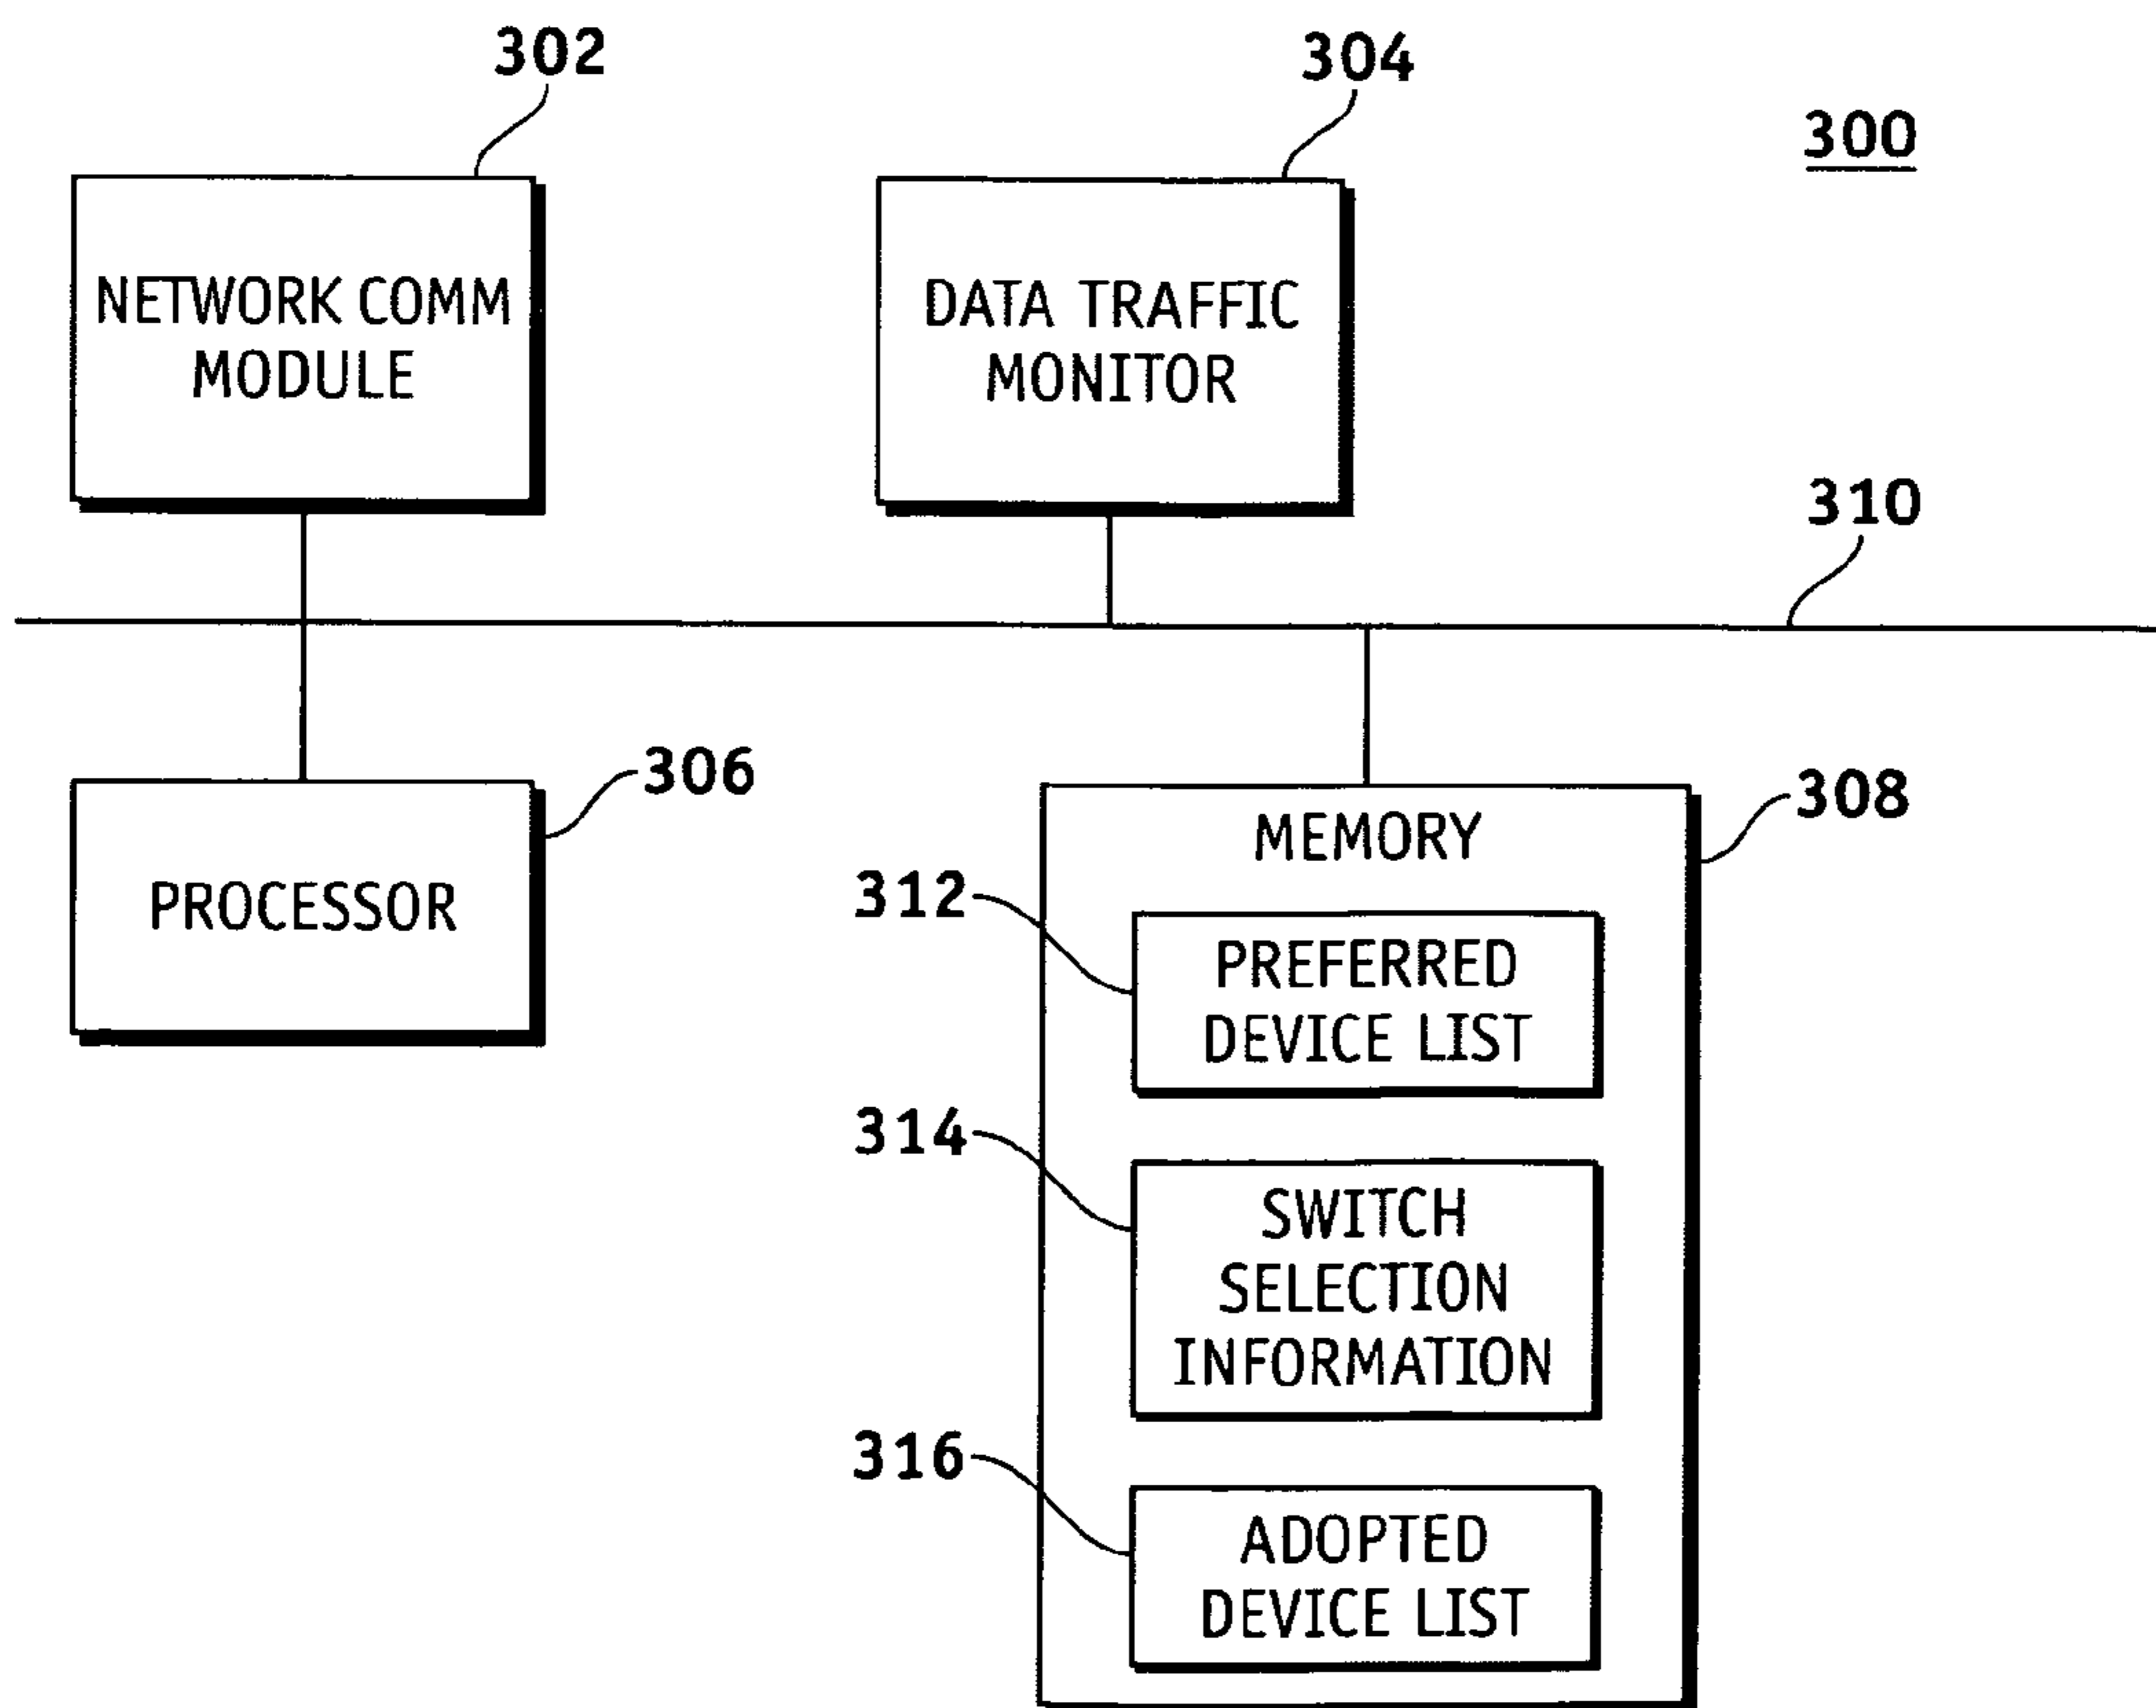 302
304
300
NETWORK COMM
MODULE
DATA TRAFFIC
MONITOR
310
306
PROCESSOR
308
MEMORY
312
PREFERRED
DEVICE LIST
314
SWITCH
SELECTION
INFORMATION
316
ADOPTED
DEVICE LIST